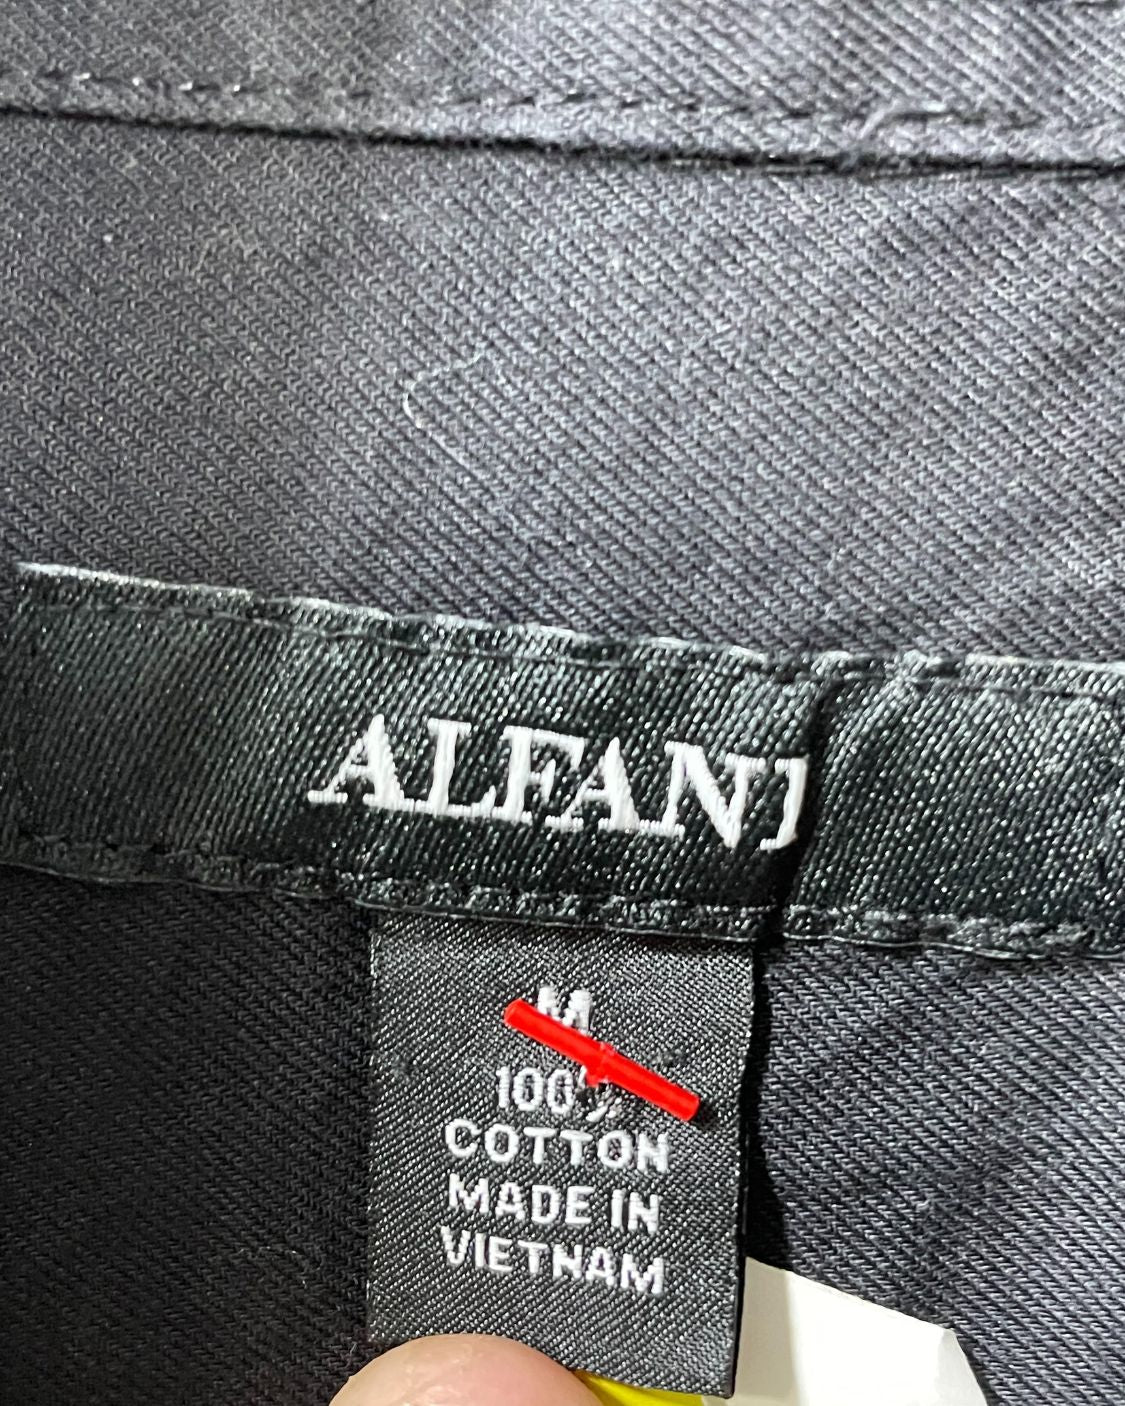 ALFANI
M
100%
COTTON
MADE IN
VIETNAM